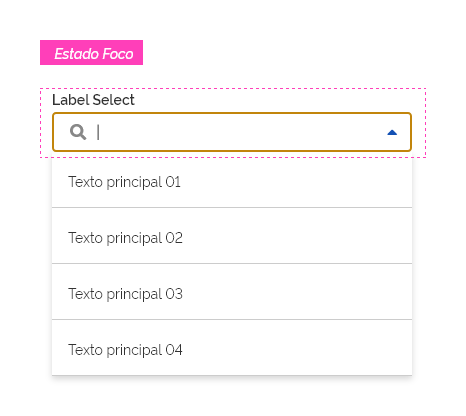 Estado Foco
Label Select
Texto principal 01
Texto principal 02
Texto principal 03
Texto principal 04